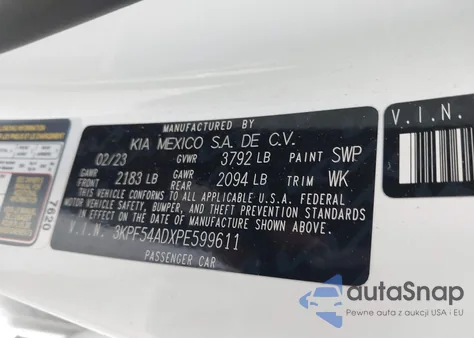 MANUFACTURED BY
KIA MEXICO S.A. DE C.V.
02/23 GVWR 3792 LB PAINT SWP
GAWR FRONT 2183 LB GAWR REAR 2094 LB TRIM WK
THIS VEHICLE CONFORMS TO ALL APPLICABLE U.S.A. FEDERAL
MOTOR VEHICLE SAFETY, BUMPER, AND THEFT PREVENTION STANDARDS
IN EFFECT ON THE DATE OF MANUFACTURE SHOWN ABOVE.
V.I.N. 3KPF54ADXPE599611
PASSENGER CAR
7620
V.I.N.
autoSnap
Pewne auta z aukcji USA - EU